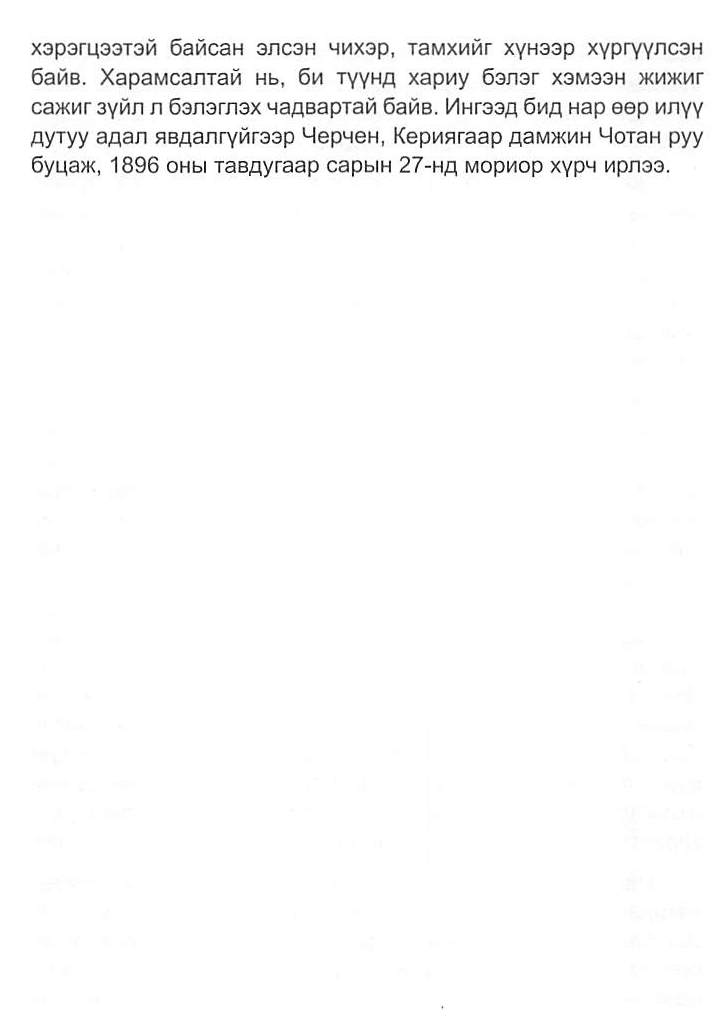 хэрэгцээтэй байсан элсэн чихэр, тамхийг хүнээр хүргүүлсэн
байв. Харамсалтай нь, би түүнд хариу бэлэг хэмээн жижиг
сажиг зүйл л бэлэглэх чадвартай байв. Ингээд бид нар өөр илүү
дутуу адал явдалгүйгээр Черчен, Кериягаар дамжин Чотан руу
буцаж, 1896 оны тавдугаар сарын 27-нд мориор хүрч ирлээ.